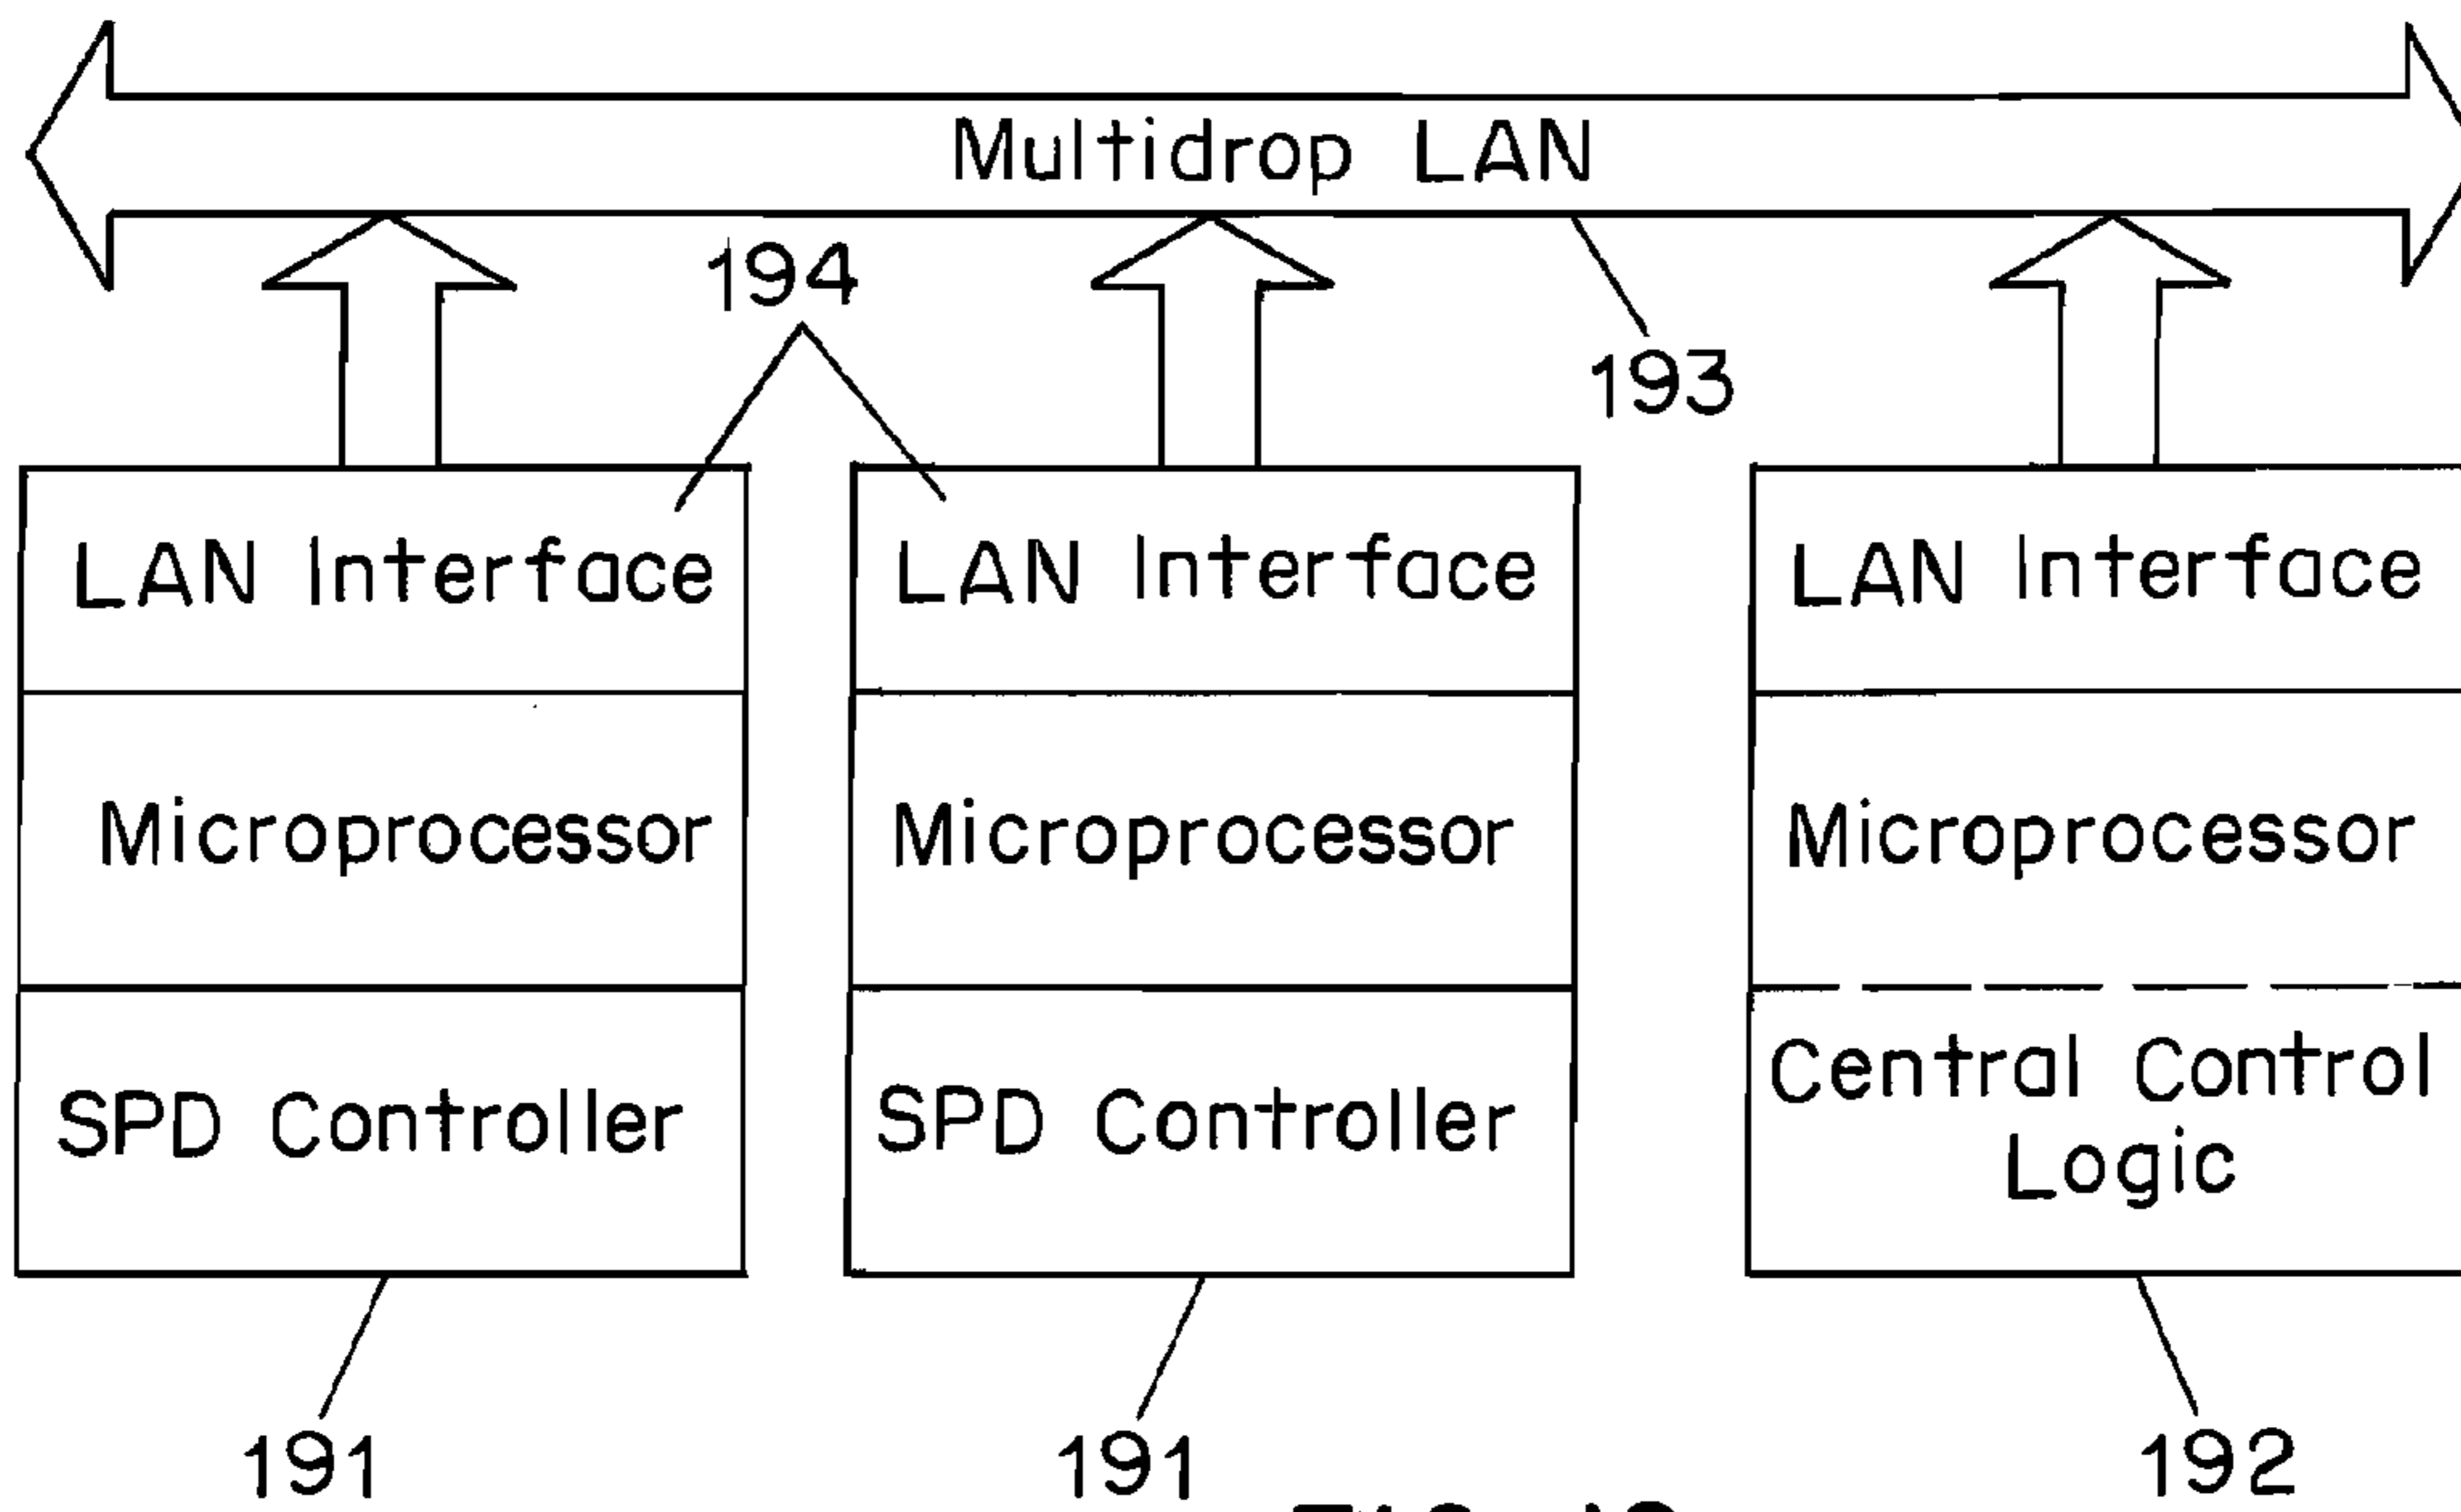 Multidrop LAN
194
193
LAN Interface
LAN Interface
LAN Interface
Microprocessor
Microprocessor
Microprocessor
SPD Controller
SPD Controller
Central Control
Logic
191
191
192